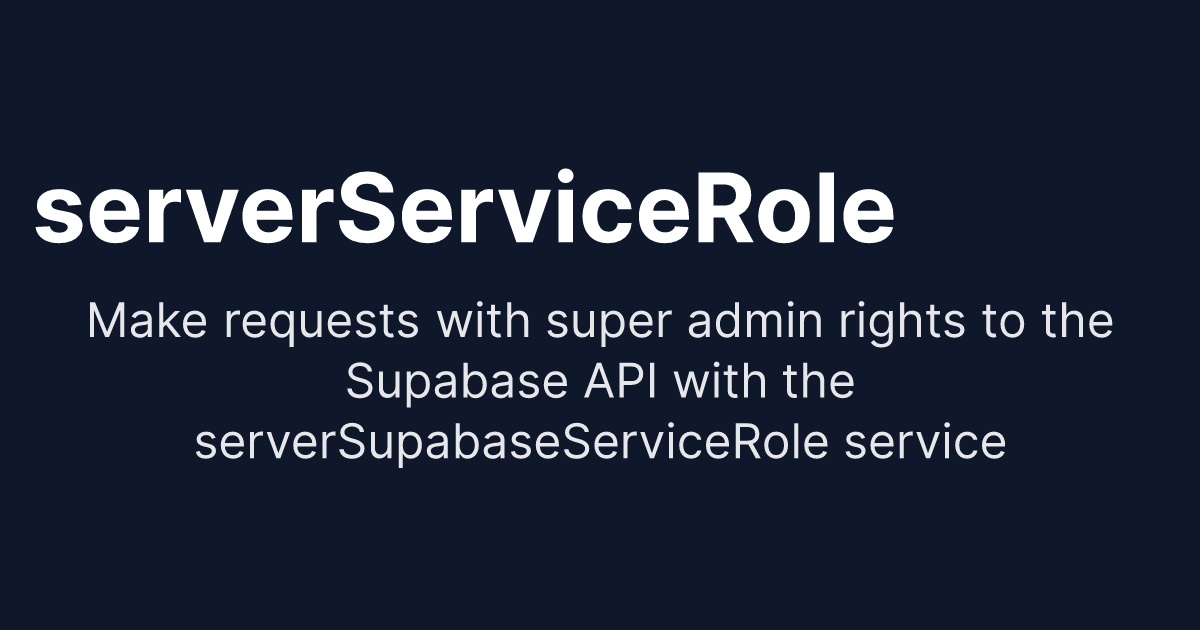 serverServiceRole
Make requests with super admin rights to the
Supabase API with the
serverSupabaseServiceRole service